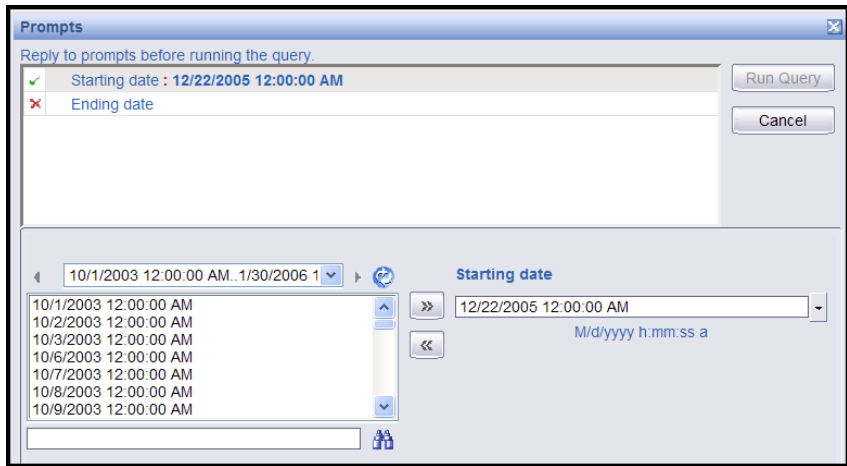 Prompts
Reply to prompts before running the query.
Starting date : 12/22/2005 12:00:00 AM
Run Query
Ending date
Cancel
10/1/2003 12:00:00 AM..1/30/2006 1
Starting date
10/1/2003 12:00:00 AM
10/2/2003 12:00:00 AM
10/3/2003 12:00:00 AM
10/6/2003 12:00:00 AM
10/7/2003 12:00:00 AM
10/8/2003 12:00:00 AM
10/9/2003 12:00:00 AM
12/22/2005 12:00:00 AM
M/d/yyyy h:mm:ss a